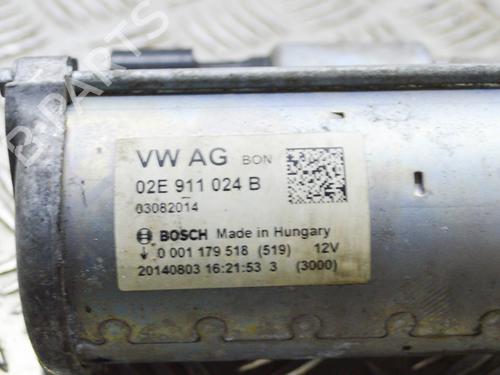 VW AG BON
02E 911 024 B
03082014
BOSCH Made in Hungary
0 001 179 518 (519) 12V
20140803 16:21:53 3 (3000)
B PARTS